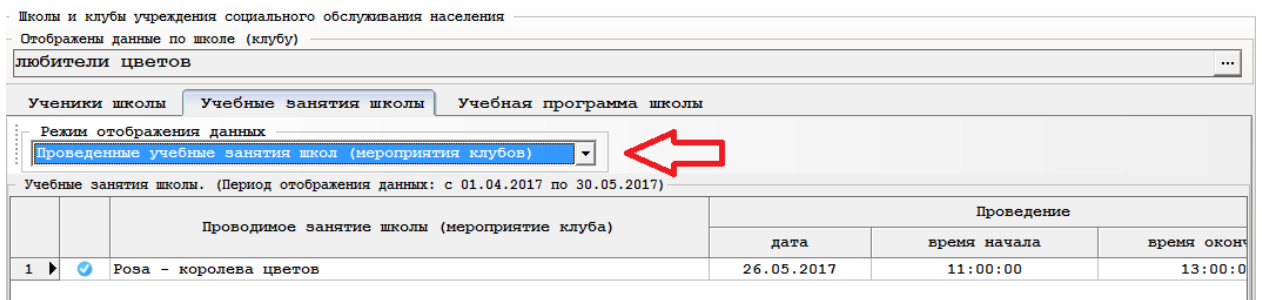 Школы и клубы учреждения социального обслуживания населения
Отображены данные по школе (клубу)
любители цветов ...
Ученики школы Учебные занятия школы Учебная программа школы
Режим отображения данных
Проведенные учебные занятия школ (мероприятия клубов)
Учебные занятия школы. (Период отображения данных: с 01.04.2017 по 30.05.2017)
Проводимое занятие школы (мероприятие клуба) Проведение
дата время начала время оконч
1 Роза - королева цветов 26.05.2017 11:00:00 13:00:0